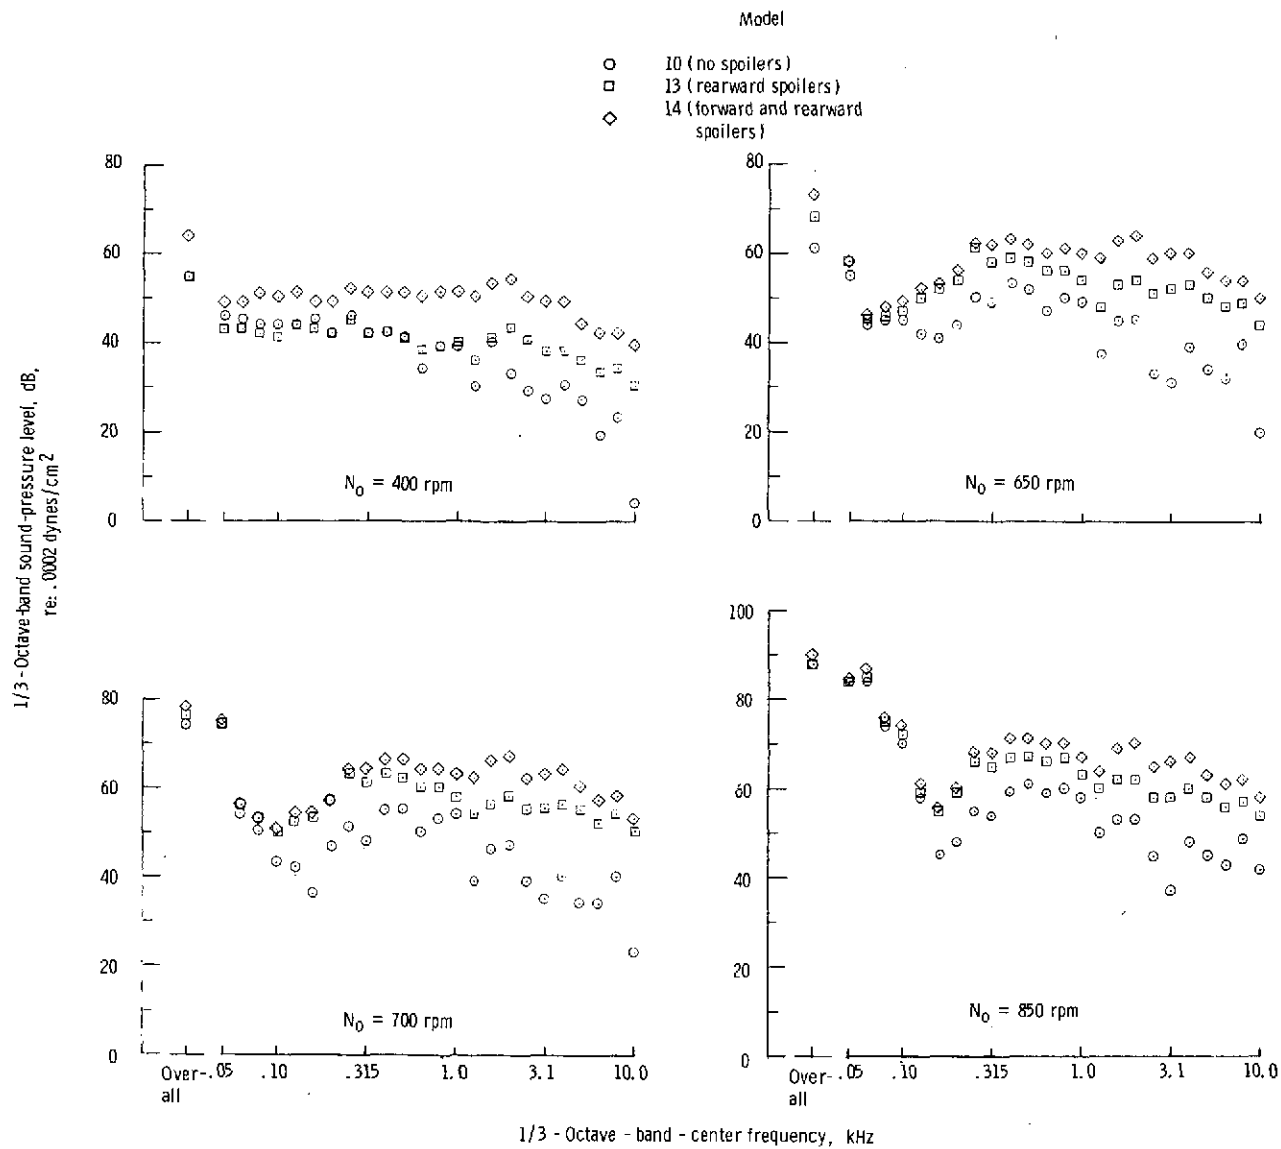 Model
10 (no spoilers)
13 (rearward spoilers)
14 (forward and rearward
spoilers)
80
60
40
20
0
N0 = 400 rpm
80
60
40
20
0
N0 = 650 rpm
1/3-Octave-band sound-pressure level, dB,
re: .0002 dynes/cm2
80
60
40
20
0
N0 = 700 rpm
Over-
all
.05
.10
.315
1.0
3.1
10.0
100
80
60
40
20
0
N0 = 850 rpm
Over-
all
.05
.10
.315
1.0
3.1
10.0
1/3 - Octave - band - center frequency, kHz